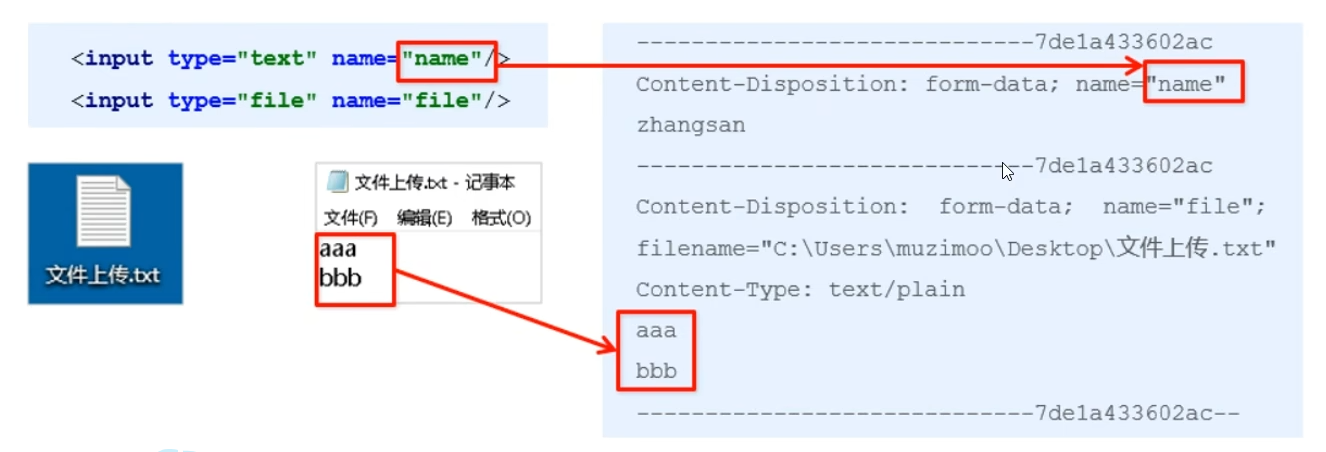 <input type="text" name="name"/>
<input type="file" name="file"/>
文件上传.txt
文件上传.txt - 记事本
文件(F) 编辑(E) 格式(O)
aaa
bbb
-----------------------------7de1a433602ac
Content-Disposition: form-data; name="name"
zhangsan
-----------------------------7de1a433602ac
Content-Disposition: form-data; name="file";
filename="C:\Users\muzimoo\Desktop\文件上传.txt"
Content-Type: text/plain
aaa
bbb
-----------------------------7de1a433602ac--